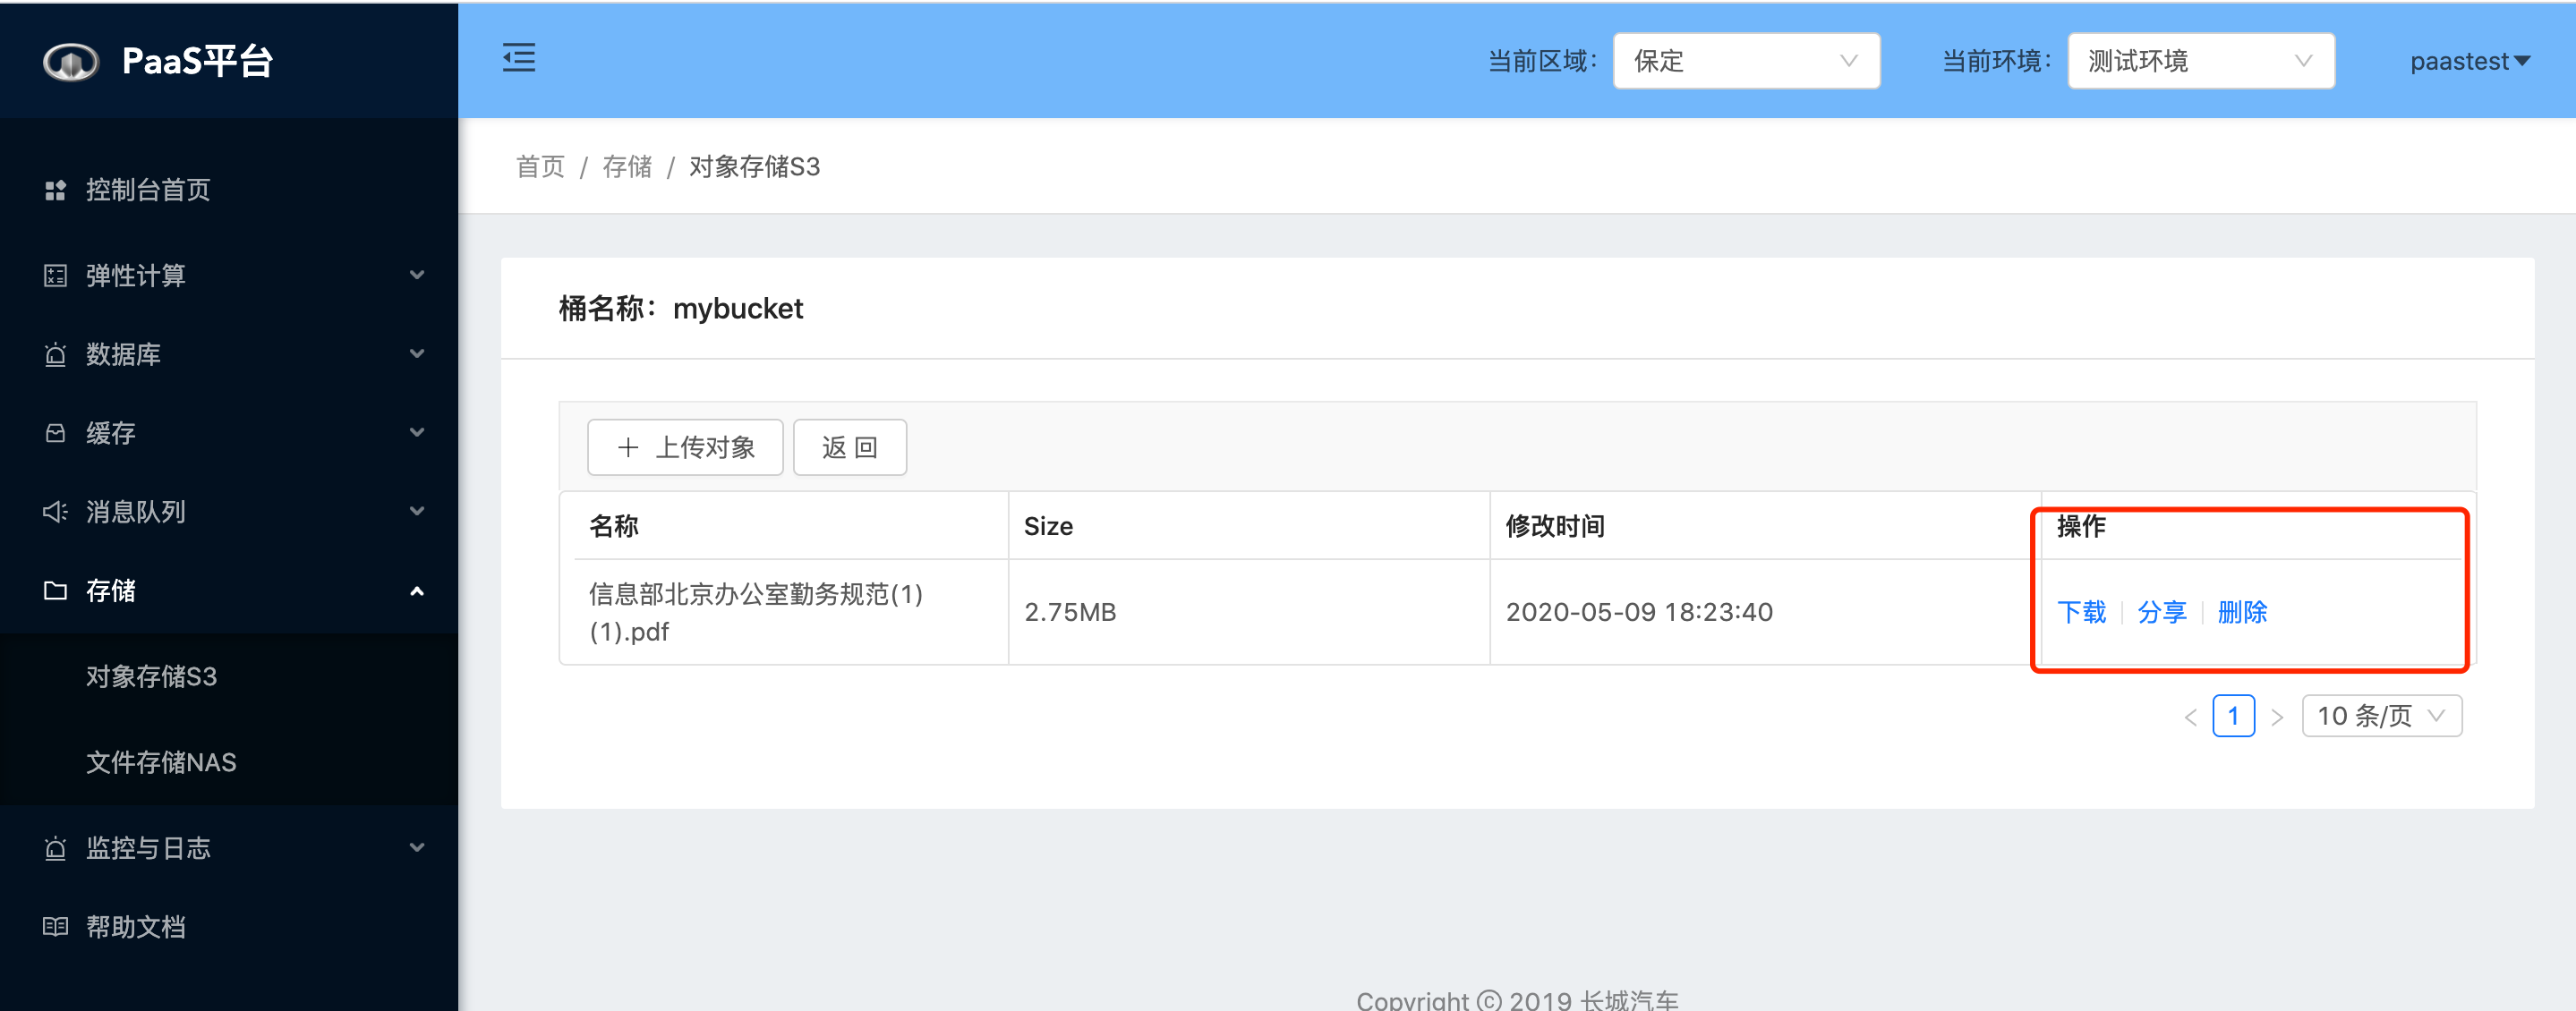 PaaS平台
当前区域：
保定
当前环境：
测试环境
paastest
首页 / 存储 / 对象存储S3
控制台首页
弹性计算
数据库
缓存
消息队列
存储
对象存储S3
文件存储NAS
监控与日志
帮助文档
桶名称：mybucket
上传对象
返 回
名称
Size
修改时间
操作
信息部北京办公室勤务规范(1)
(1).pdf
2.75MB
2020-05-09 18:23:40
下载
分享
删除
1
10 条/页
Copyright © 2019 长城汽车